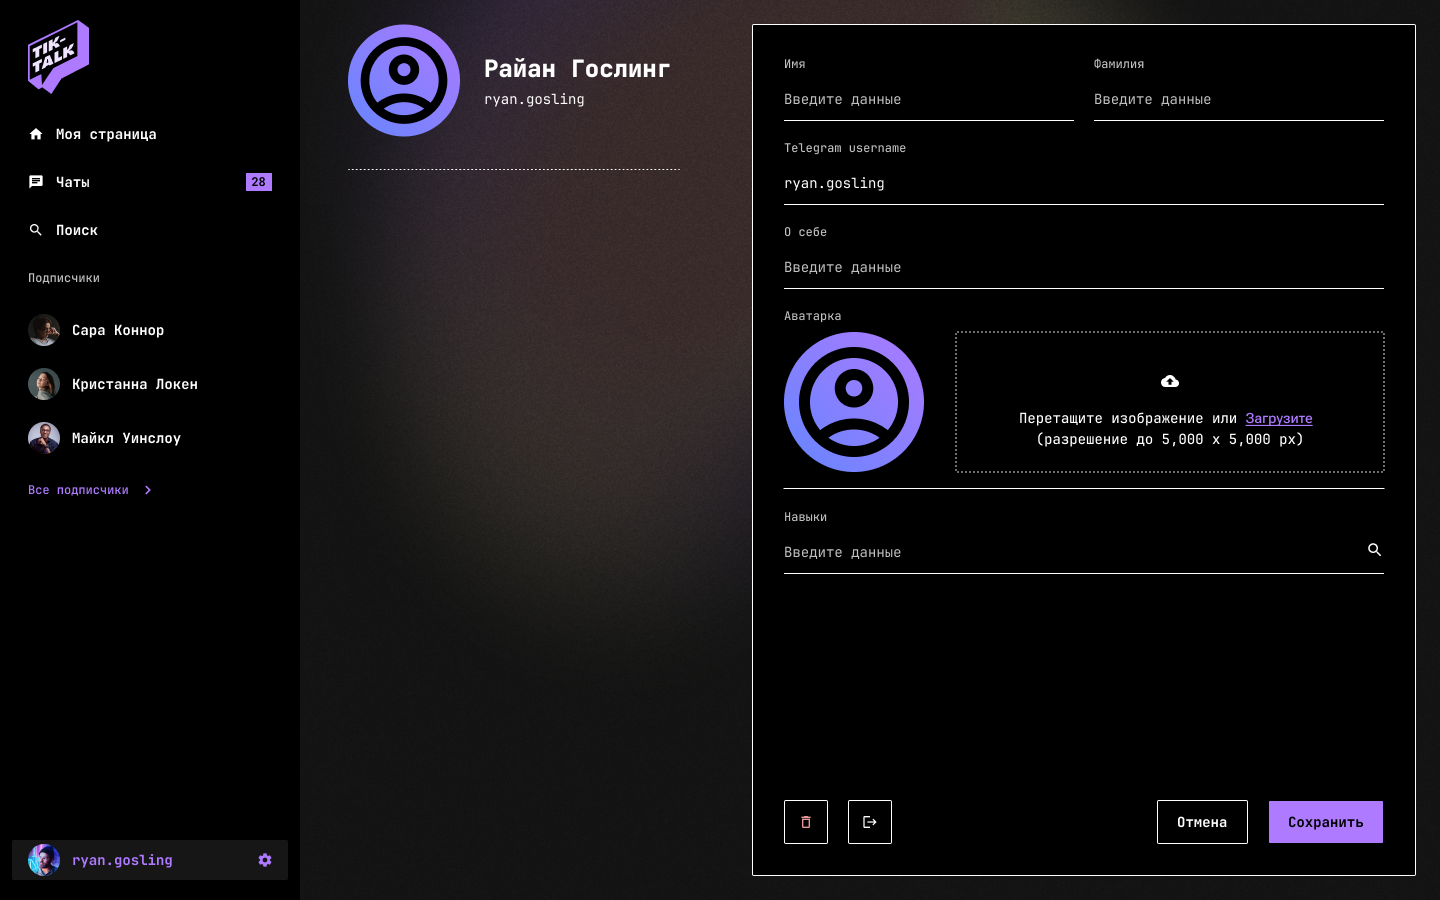 TIK-
TALK
Моя страница
Чаты
28
Поиск
Подписчики
Сара Коннор
Кристанна Локен
Майкл Уинслоу
Все подписчики
ryan.gosling
Райан Гослинг
ryan.gosling
Имя
Фамилия
Введите данные
Введите данные
Telegram username
ryan.gosling
О себе
Введите данные
Аватарка
Перетащите изображение или Загрузите
(разрешение до 5,000 x 5,000 px)
Навыки
Введите данные
Отмена
Сохранить